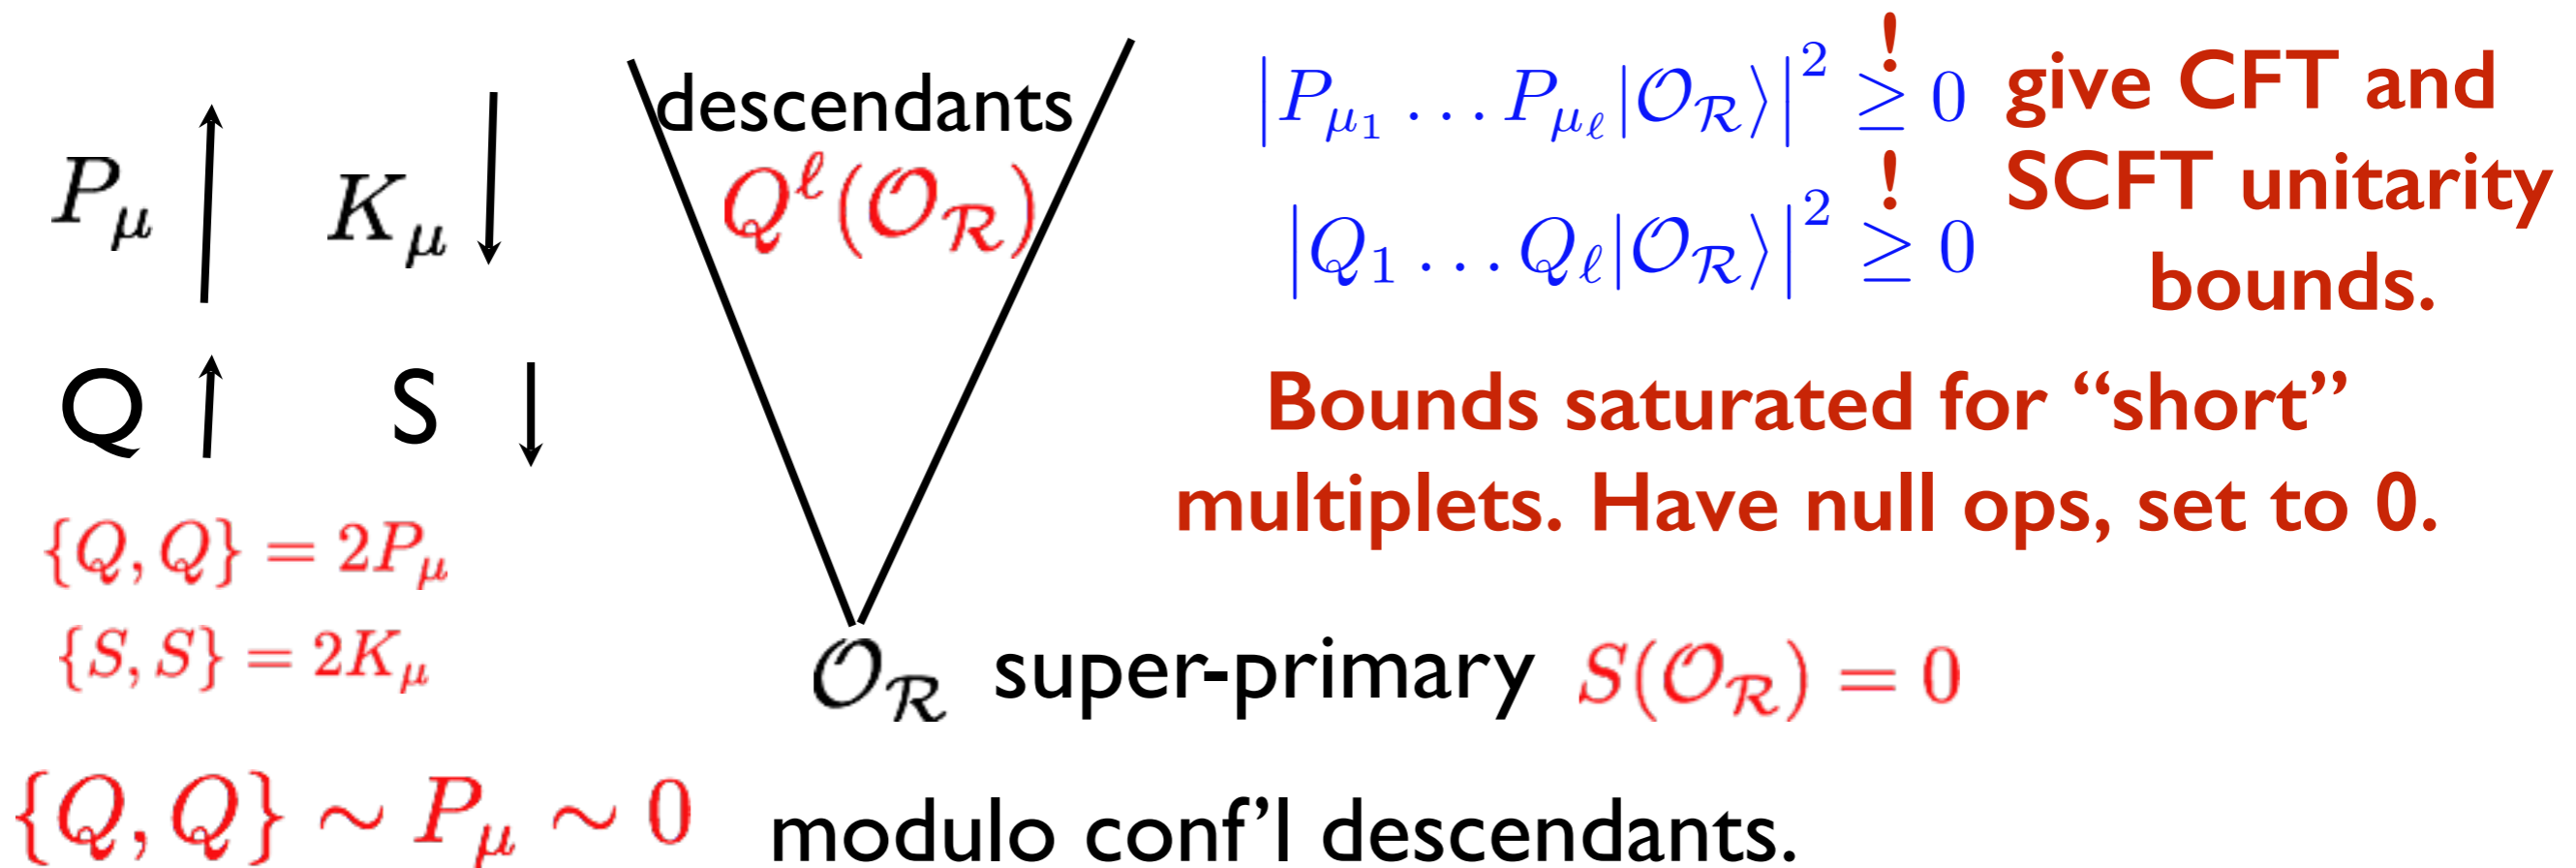 descendants
Q^ℓ(𝒪_ℛ)
P_μ K_μ
Q S
{Q, Q} = 2P_μ
{S, S} = 2K_μ
|P_{μ_1} … P_{μ_ℓ}|𝒪_ℛ⟩|² ≥! 0
|Q_1 … Q_ℓ|𝒪_ℛ⟩|² ≥! 0
give CFT and
SCFT unitarity
bounds.
Bounds saturated for “short”
multiplets. Have null ops, set to 0.
𝒪_ℛ super-primary S(𝒪_ℛ) = 0
{Q, Q} ∼ P_μ ∼ 0 modulo conf’l descendants.